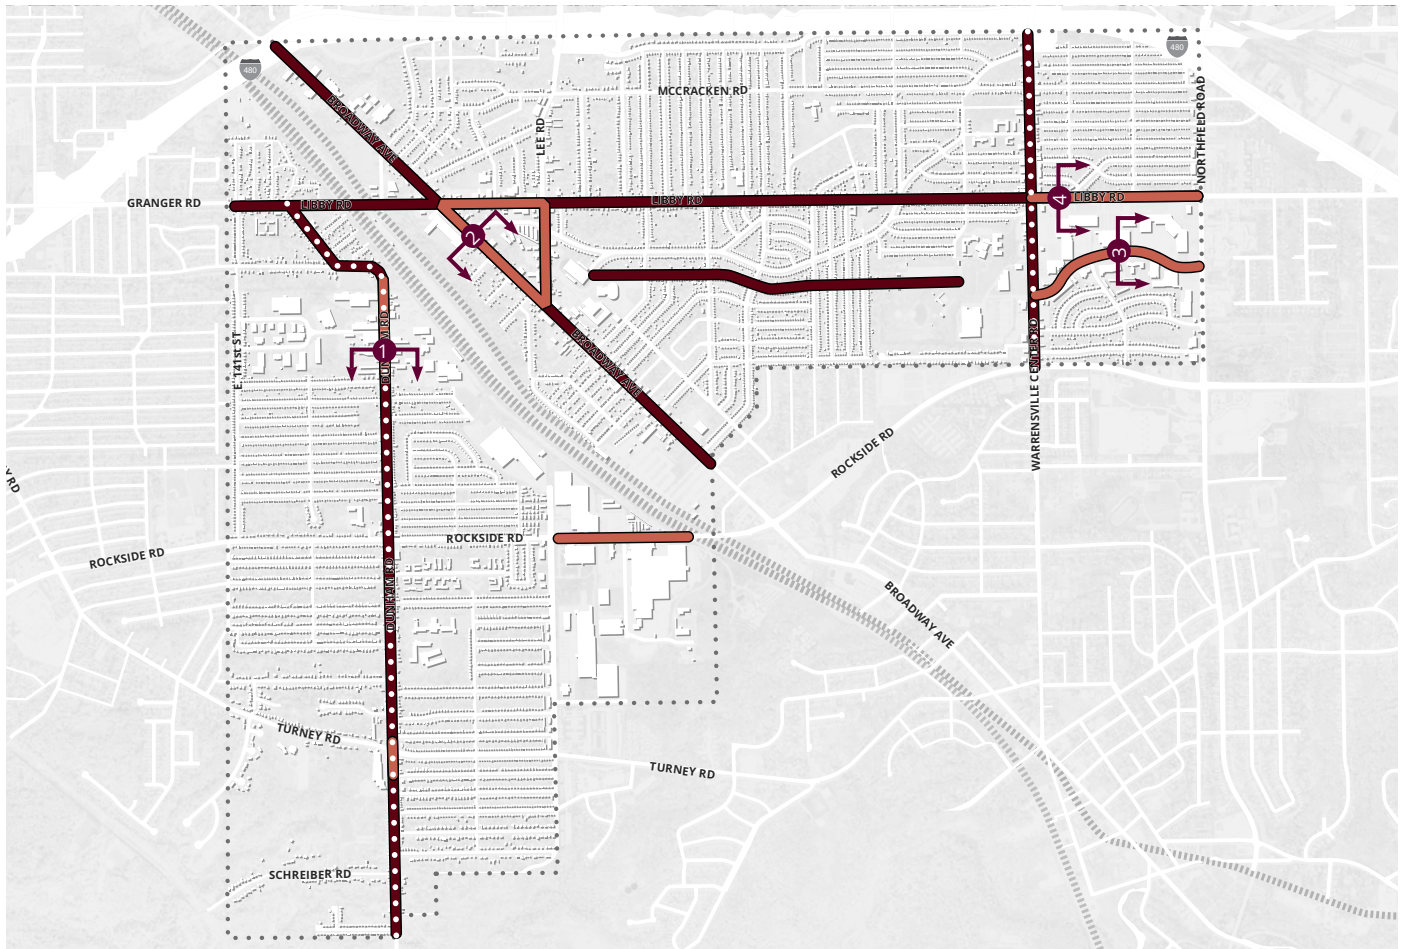 480
480
MCCRACKEN RD
NORTHFIELD ROAD
BROADWAY AVE
LEE RD
GRANGER RD
LIBBY RD
LIBBY RD
4
LIBBY RD
2
3
E. 141st ST
DUNHAM RD
1
BROADWAY AVE
WARRENSVILLE CENTER RD
ROCKSIDE RD
Y RD
ROCKSIDE RD
ROCKSIDE RD
DUNHAM RD
BROADWAY AVE
TURNEY RD
TURNEY RD
SCHREIBER RD